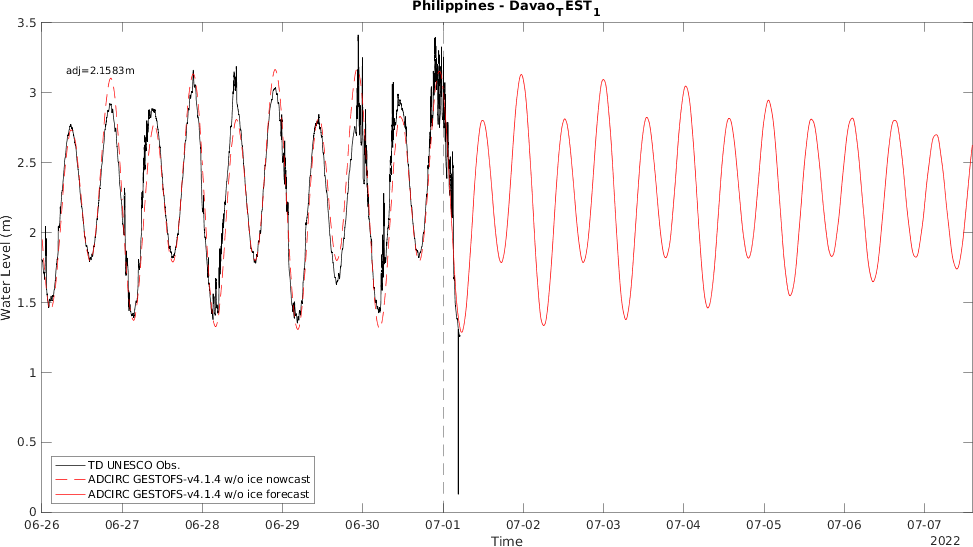 Philippines - Davao_TEST_1
adj=2.1583m
3.5
3
2.5
2
1.5
1
0.5
0
Water Level (m)
TD UNESCO Obs.
ADCIRC GESTOFS-v4.1.4 w/o ice nowcast
ADCIRC GESTOFS-v4.1.4 w/o ice forecast
06-26 06-27 06-28 06-29 06-30 07-01 07-02 07-03 07-04 07-05 07-06 07-07
Time
2022